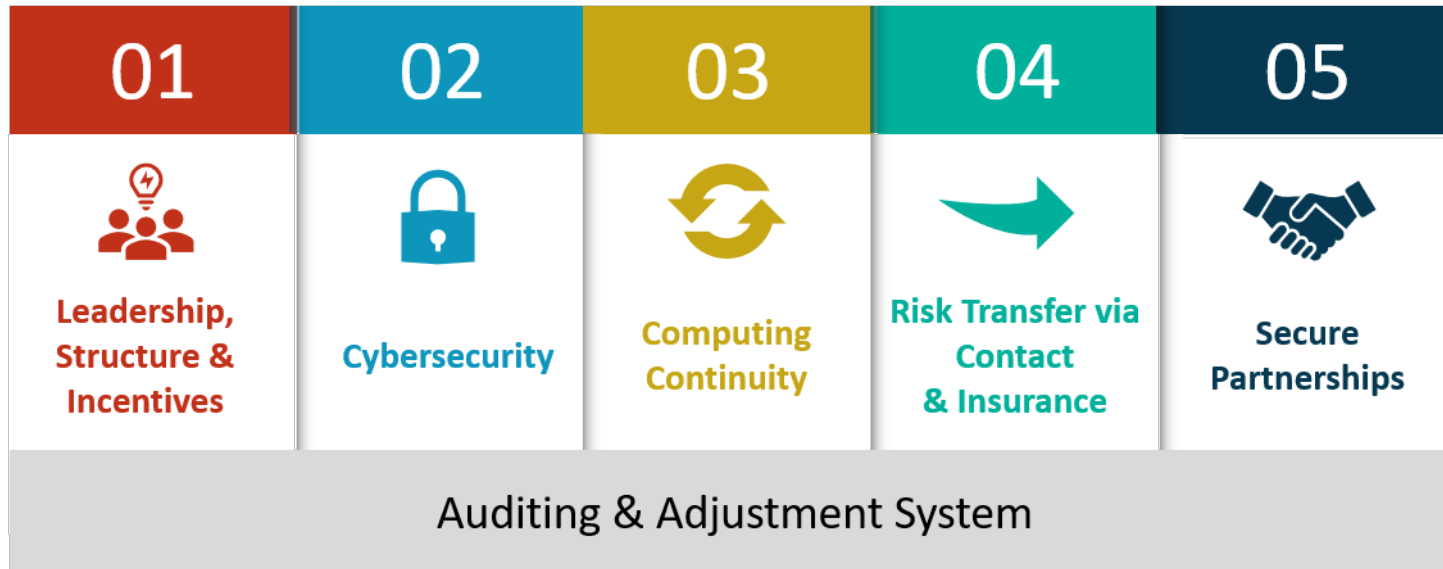 01
02
03
04
05
Leadership,
Structure &
Incentives
Cybersecurity
Computing
Continuity
Risk Transfer via
Contact
& Insurance
Secure
Partnerships
Auditing & Adjustment System